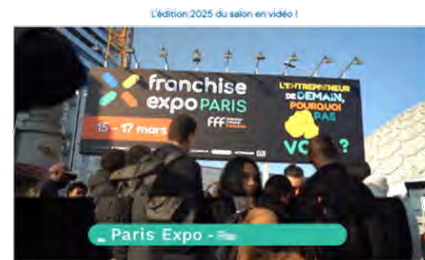 L'édition 2025 du salon en vidéo !
franchise
expo PARIS
15 – 17 mars
fff
L'ENTREPRENEUR
DE DEMAIN,
POURQUOI
PAS
VOUS ?
Paris Expo -